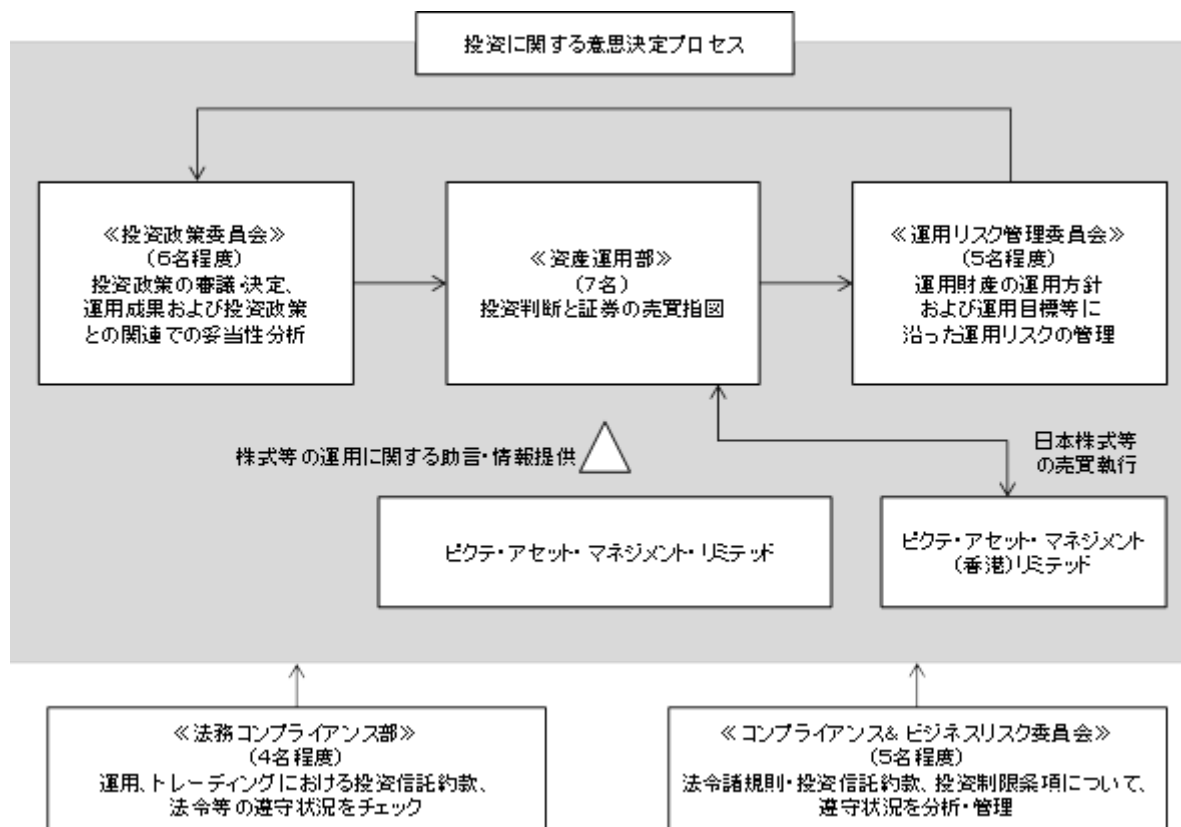 投資に関する意思決定プロセス
≪投資政策委員会≫
(6名程度)
投資政策の審議・決定、
運用成果および投資政策
との関連での妥当性分析
≪資産運用部≫
(7名)
投資判断と証券の売買指図
≪運用リスク管理委員会≫
(5名程度)
運用財産の運用方針
および運用目標等に
沿った運用リスクの管理
株式等の運用に関する助言・情報提供
日本株式等
の売買執行
ピクテ・アセット・マネジメント・リミテッド
ピクテ・アセット・マネジメント
(香港)リミテッド
≪法務コンプライアンス部≫
(4名程度)
運用、トレーディングにおける投資信託約款、
法令等の遵守状況をチェック
≪コンプライアンス&ビジネスリスク委員会≫
(5名程度)
法令諸規則・投資信託約款、投資制限条項について、
遵守状況を分析・管理